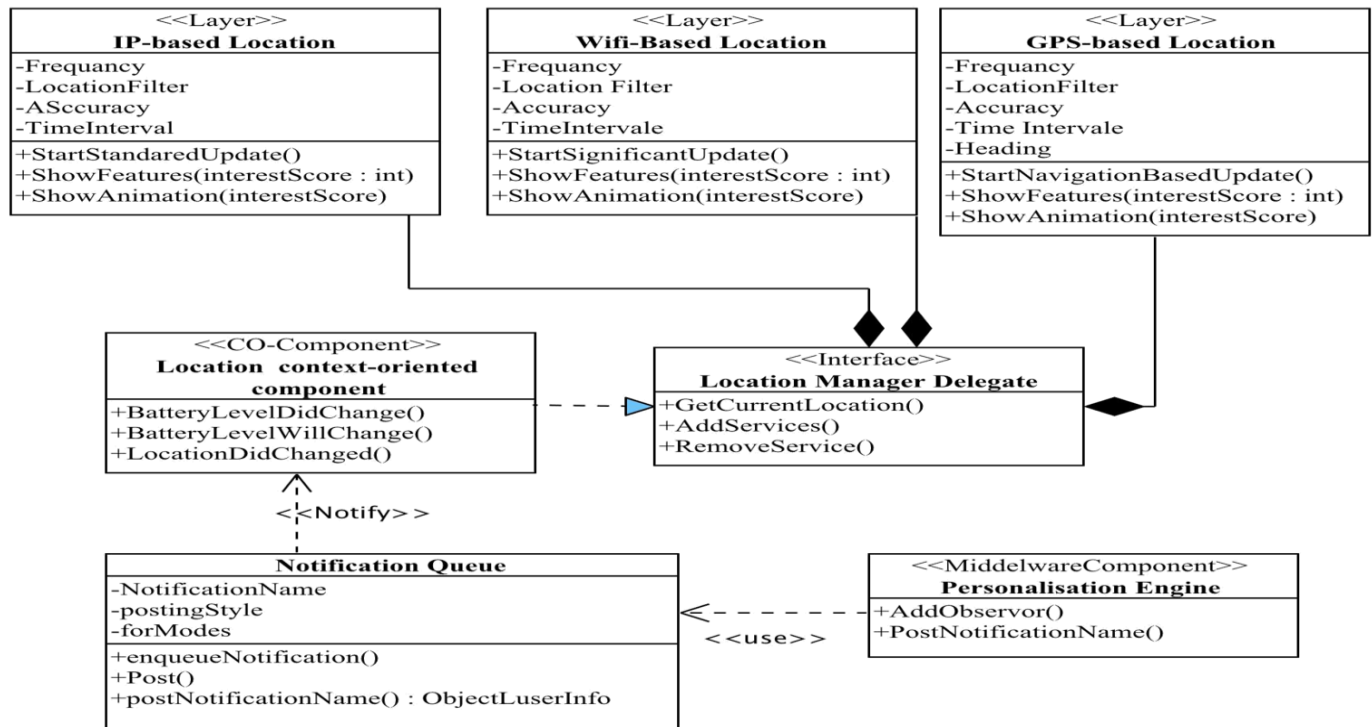 <<Layer>>
IP-based Location
-Frequancy
-LocationFilter
-ASccuracy
-TimeInterval
+StartStandaredUpdate()
+ShowFeatures(interestScore : int)
+ShowAnimation(interestScore)
<<Layer>>
Wifi-Based Location
-Frequancy
-Location Filter
-Accuracy
-TimeIntervale
+StartSignificantUpdate()
+ShowFeatures(interestScore : int)
+ShowAnimation(interestScore)
<<Layer>>
GPS-based Location
-Frequancy
-LocationFilter
-Accuracy
-Time Intervale
-Heading
+StartNavigationBasedUpdate()
+ShowFeatures(interestScore : int)
+ShowAnimation(interestScore)
<<CO-Component>>
Location context-oriented
component
+BatteryLevelDidChange()
+BatteryLevelWillChange()
+LocationDidChanged()
<<Interface>>
Location Manager Delegate
+GetCurrentLocation()
+AddServices()
+RemoveService()
<<Notify>>
Notification Queue
-NotificationName
-postingStyle
-forModes
+enqueueNotification()
+Post()
+postNotificationName() : ObjectLuserInfo
<<use>>
<<MiddelwareComponent>>
Personalisation Engine
+AddObservor()
+PostNotificationName()